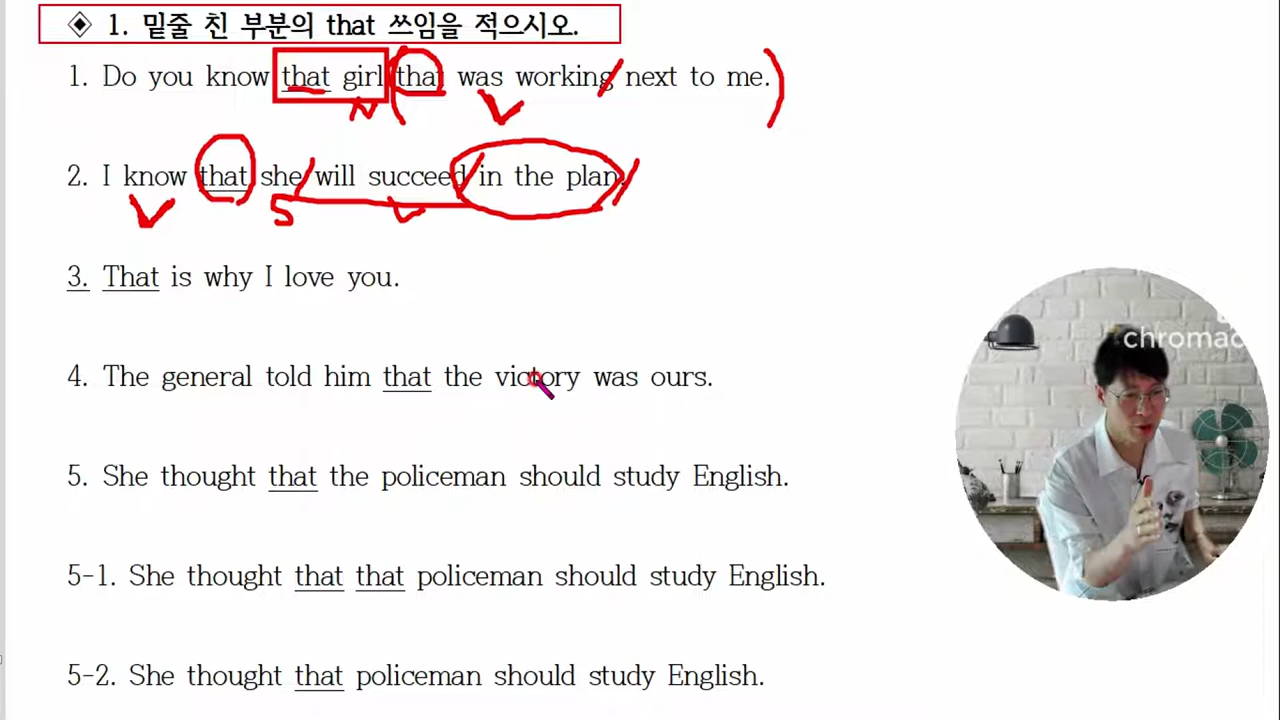 ◈ 1. 밑줄 친 부분의 that 쓰임을 적으시오.
1. Do you know that girl that was working next to me.
N V
2. I know that she will succeed in the plan.
V S V
3. That is why I love you.
chromac
4. The general told him that the victory was ours.
5. She thought that the policeman should study English.
5-1. She thought that that policeman should study English.
5-2. She thought that policeman should study English.